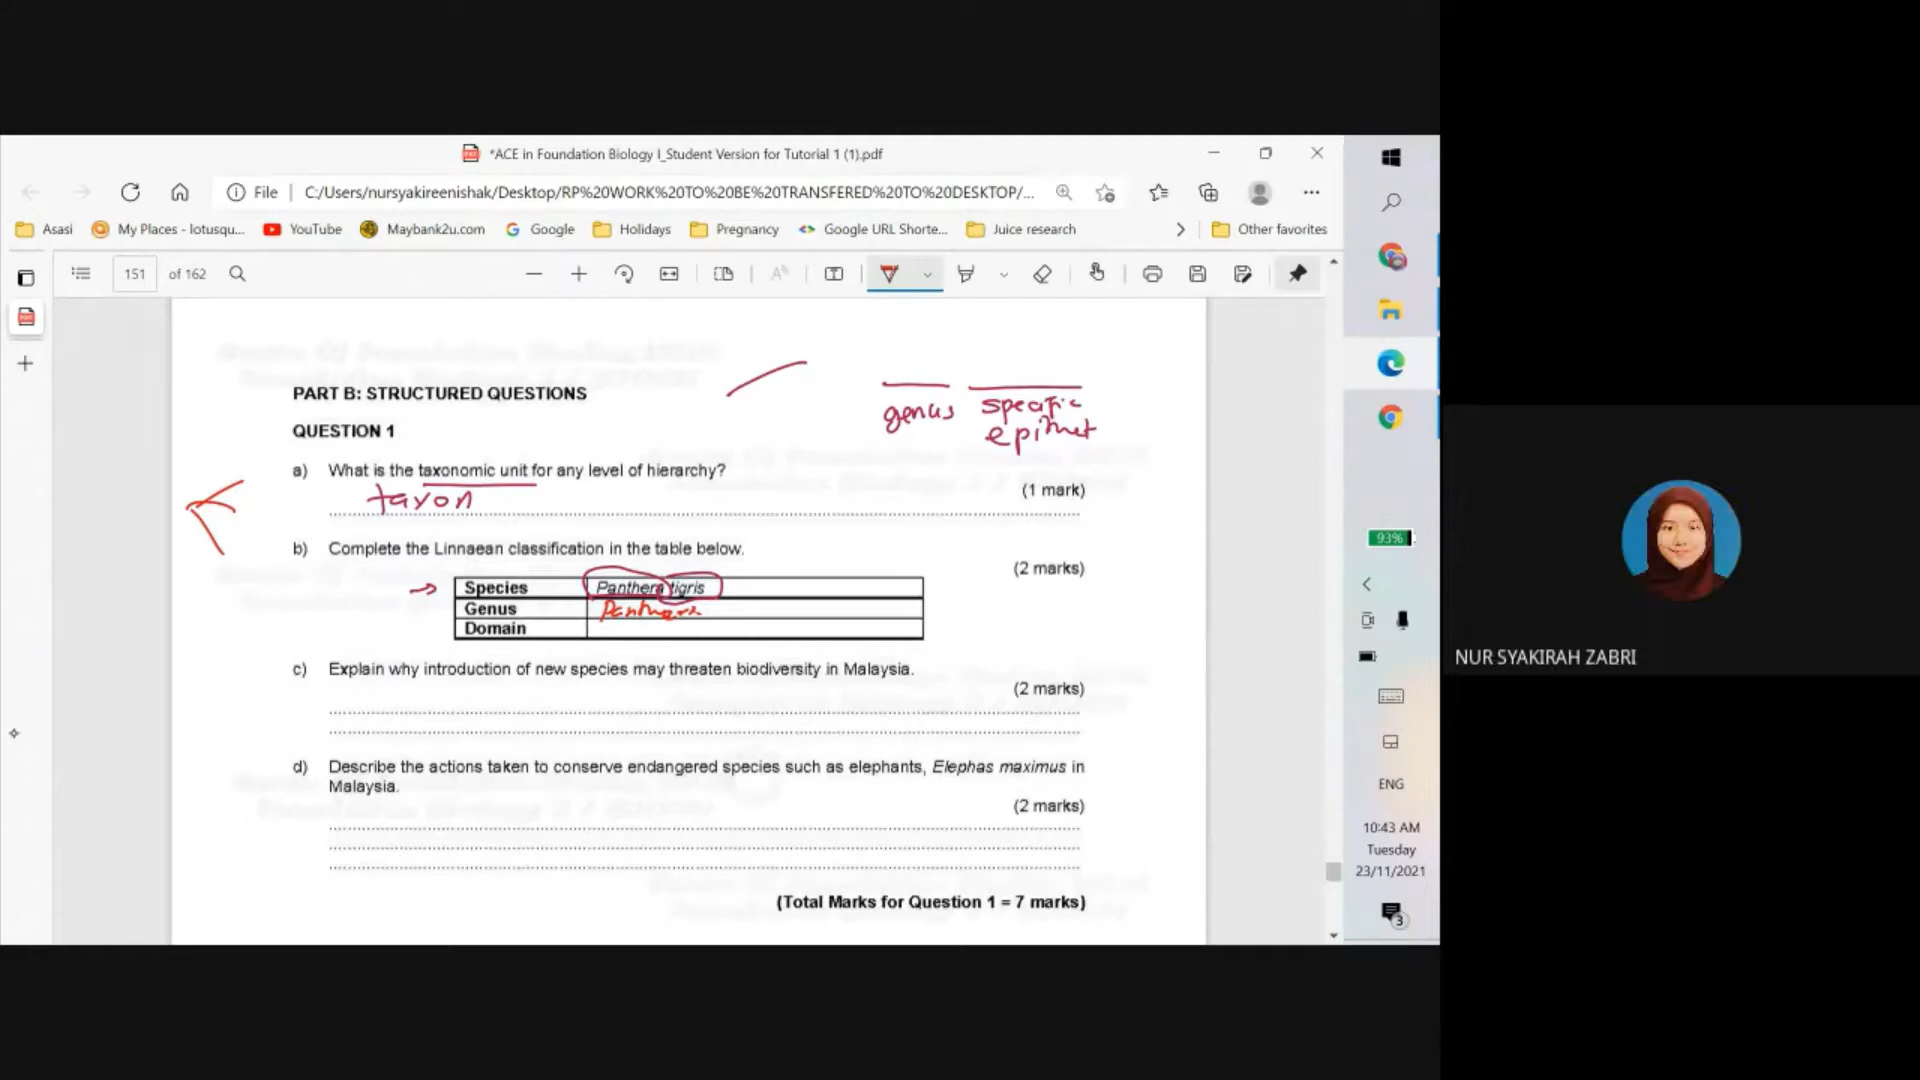 *ACE in Foundation Biology I_Student Version for Tutorial 1 (1).pdf
File
C:/Users/nursyakireenishak/Desktop/RP%20WORK%20TO%20BE%20TRANSFERED%20TO%20DESKTOP/...
Asasi
My Places - lotusqu...
YouTube
Maybank2u.com
Google
Holidays
Pregnancy
Google URL Shorte...
Juice research
Other favorites
151 of 162
PART B: STRUCTURED QUESTIONS
genus specific
epithet
QUESTION 1
a) What is the taxonomic unit for any level of hierarchy?
(1 mark)
taxon
b) Complete the Linnaean classification in the table below.
(2 marks)
Species Panthera tigris
Genus Panthera
Domain
c) Explain why introduction of new species may threaten biodiversity in Malaysia.
(2 marks)
d) Describe the actions taken to conserve endangered species such as elephants, Elephas maximus in
Malaysia.
(2 marks)
(Total Marks for Question 1 = 7 marks)
93%
ENG
10:43 AM
Tuesday
23/11/2021
3
NUR SYAKIRAH ZABRI